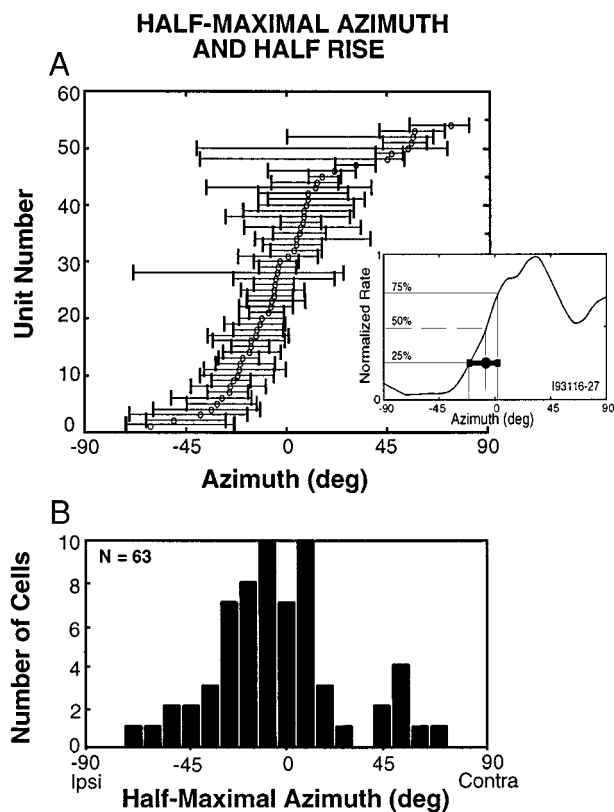 HALF-MAXIMAL AZIMUTH
AND HALF RISE
A
Unit Number
60
50
40
30
20
10
0
-90
-45
0
45
90
Azimuth (deg)
Normalized Rate
1
75%
50%
25%
0
I93116-27
-90
-45
0
45
90
Azimuth (deg)
B
Number of Cells
N = 63
10
8
6
4
2
0
-90
-45
0
45
90
Ipsi
Contra
Half-Maximal Azimuth (deg)